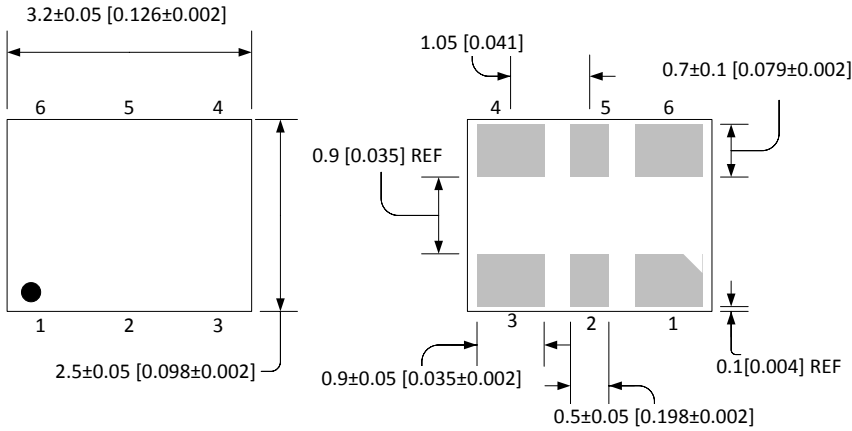 3.2±0.05 [0.126±0.002]
1.05 [0.041]
0.7±0.1 [0.079±0.002]
6 5 4
4 5 6
0.9 [0.035] REF
1 2 3
3 2 1
2.5±0.05 [0.098±0.002]
0.9±0.05 [0.035±0.002]
0.1[0.004] REF
0.5±0.05 [0.198±0.002]